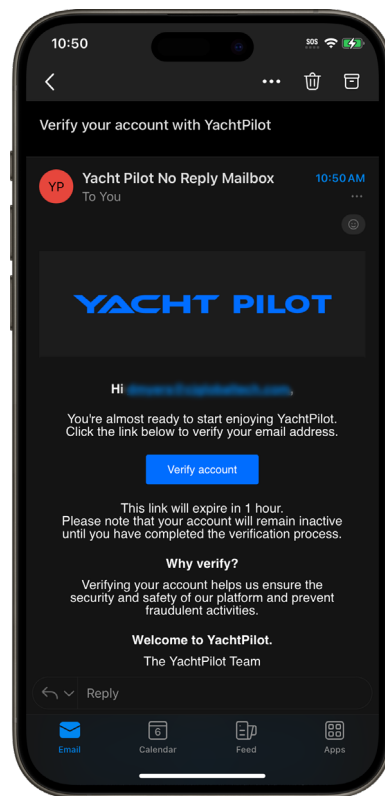 10:50
SOS
Verify your account with YachtPilot
YP
Yacht Pilot No Reply Mailbox
10:50 AM
To You
YACHT PILOT
Hi
You're almost ready to start enjoying YachtPilot.
Click the link below to verify your email address.
Verify account
This link will expire in 1 hour.
Please note that your account will remain inactive
until you have completed the verification process.
Why verify?
Verifying your account helps us ensure the
security and safety of our platform and prevent
fraudulent activities.
Welcome to YachtPilot.
The YachtPilot Team
Reply
6
Email
Calendar
Feed
Apps